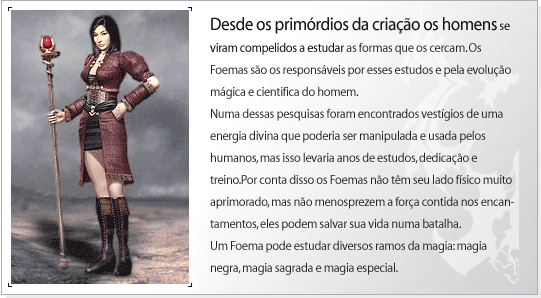 Desde os primórdios da criação os homens se
viram compelidos a estudar as formas que os cercam. Os
Foemas são os responsáveis por esses estudos e pela evolução
mágica e cientifica do homem.
Numa dessas pesquisas foram encontrados vestígios de uma
energia divina que poderia ser manipulada e usada pelos
humanos, mas isso levaria anos de estudos, dedicação e
treino.Por conta disso os Foemas não têm seu lado físico muito
aprimorado, mas não menosprezem a força contida nos encan-
tamentos, eles podem salvar sua vida numa batalha.
Um Foema pode estudar diversos ramos da magia: magia
negra, magia sagrada e magia especial.